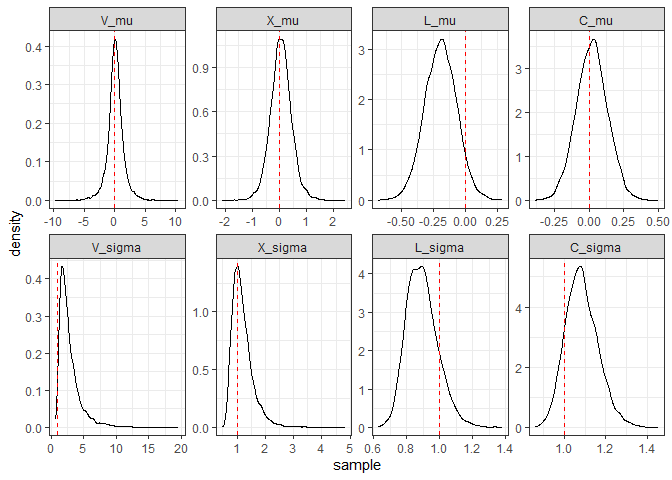 V_mu X_mu L_mu C_mu
0.4 0.3 0.2 0.1 0.0
0.9 0.6 0.3 0.0
3 2 1 0
3 2 1 0
-10 -5 0 5 10
-2 -1 0 1 2
-0.50 -0.25 0.00 0.25
-0.25 0.00 0.25 0.50
density
V_sigma X_sigma L_sigma C_sigma
0.4 0.3 0.2 0.1 0.0
1.5 1.0 0.5 0.0
4 3 2 1 0
4 2 0
0 5 10 15 20
1 2 3 4 5
0.6 0.8 1.0 1.2 1.4
1.0 1.2 1.4
sample